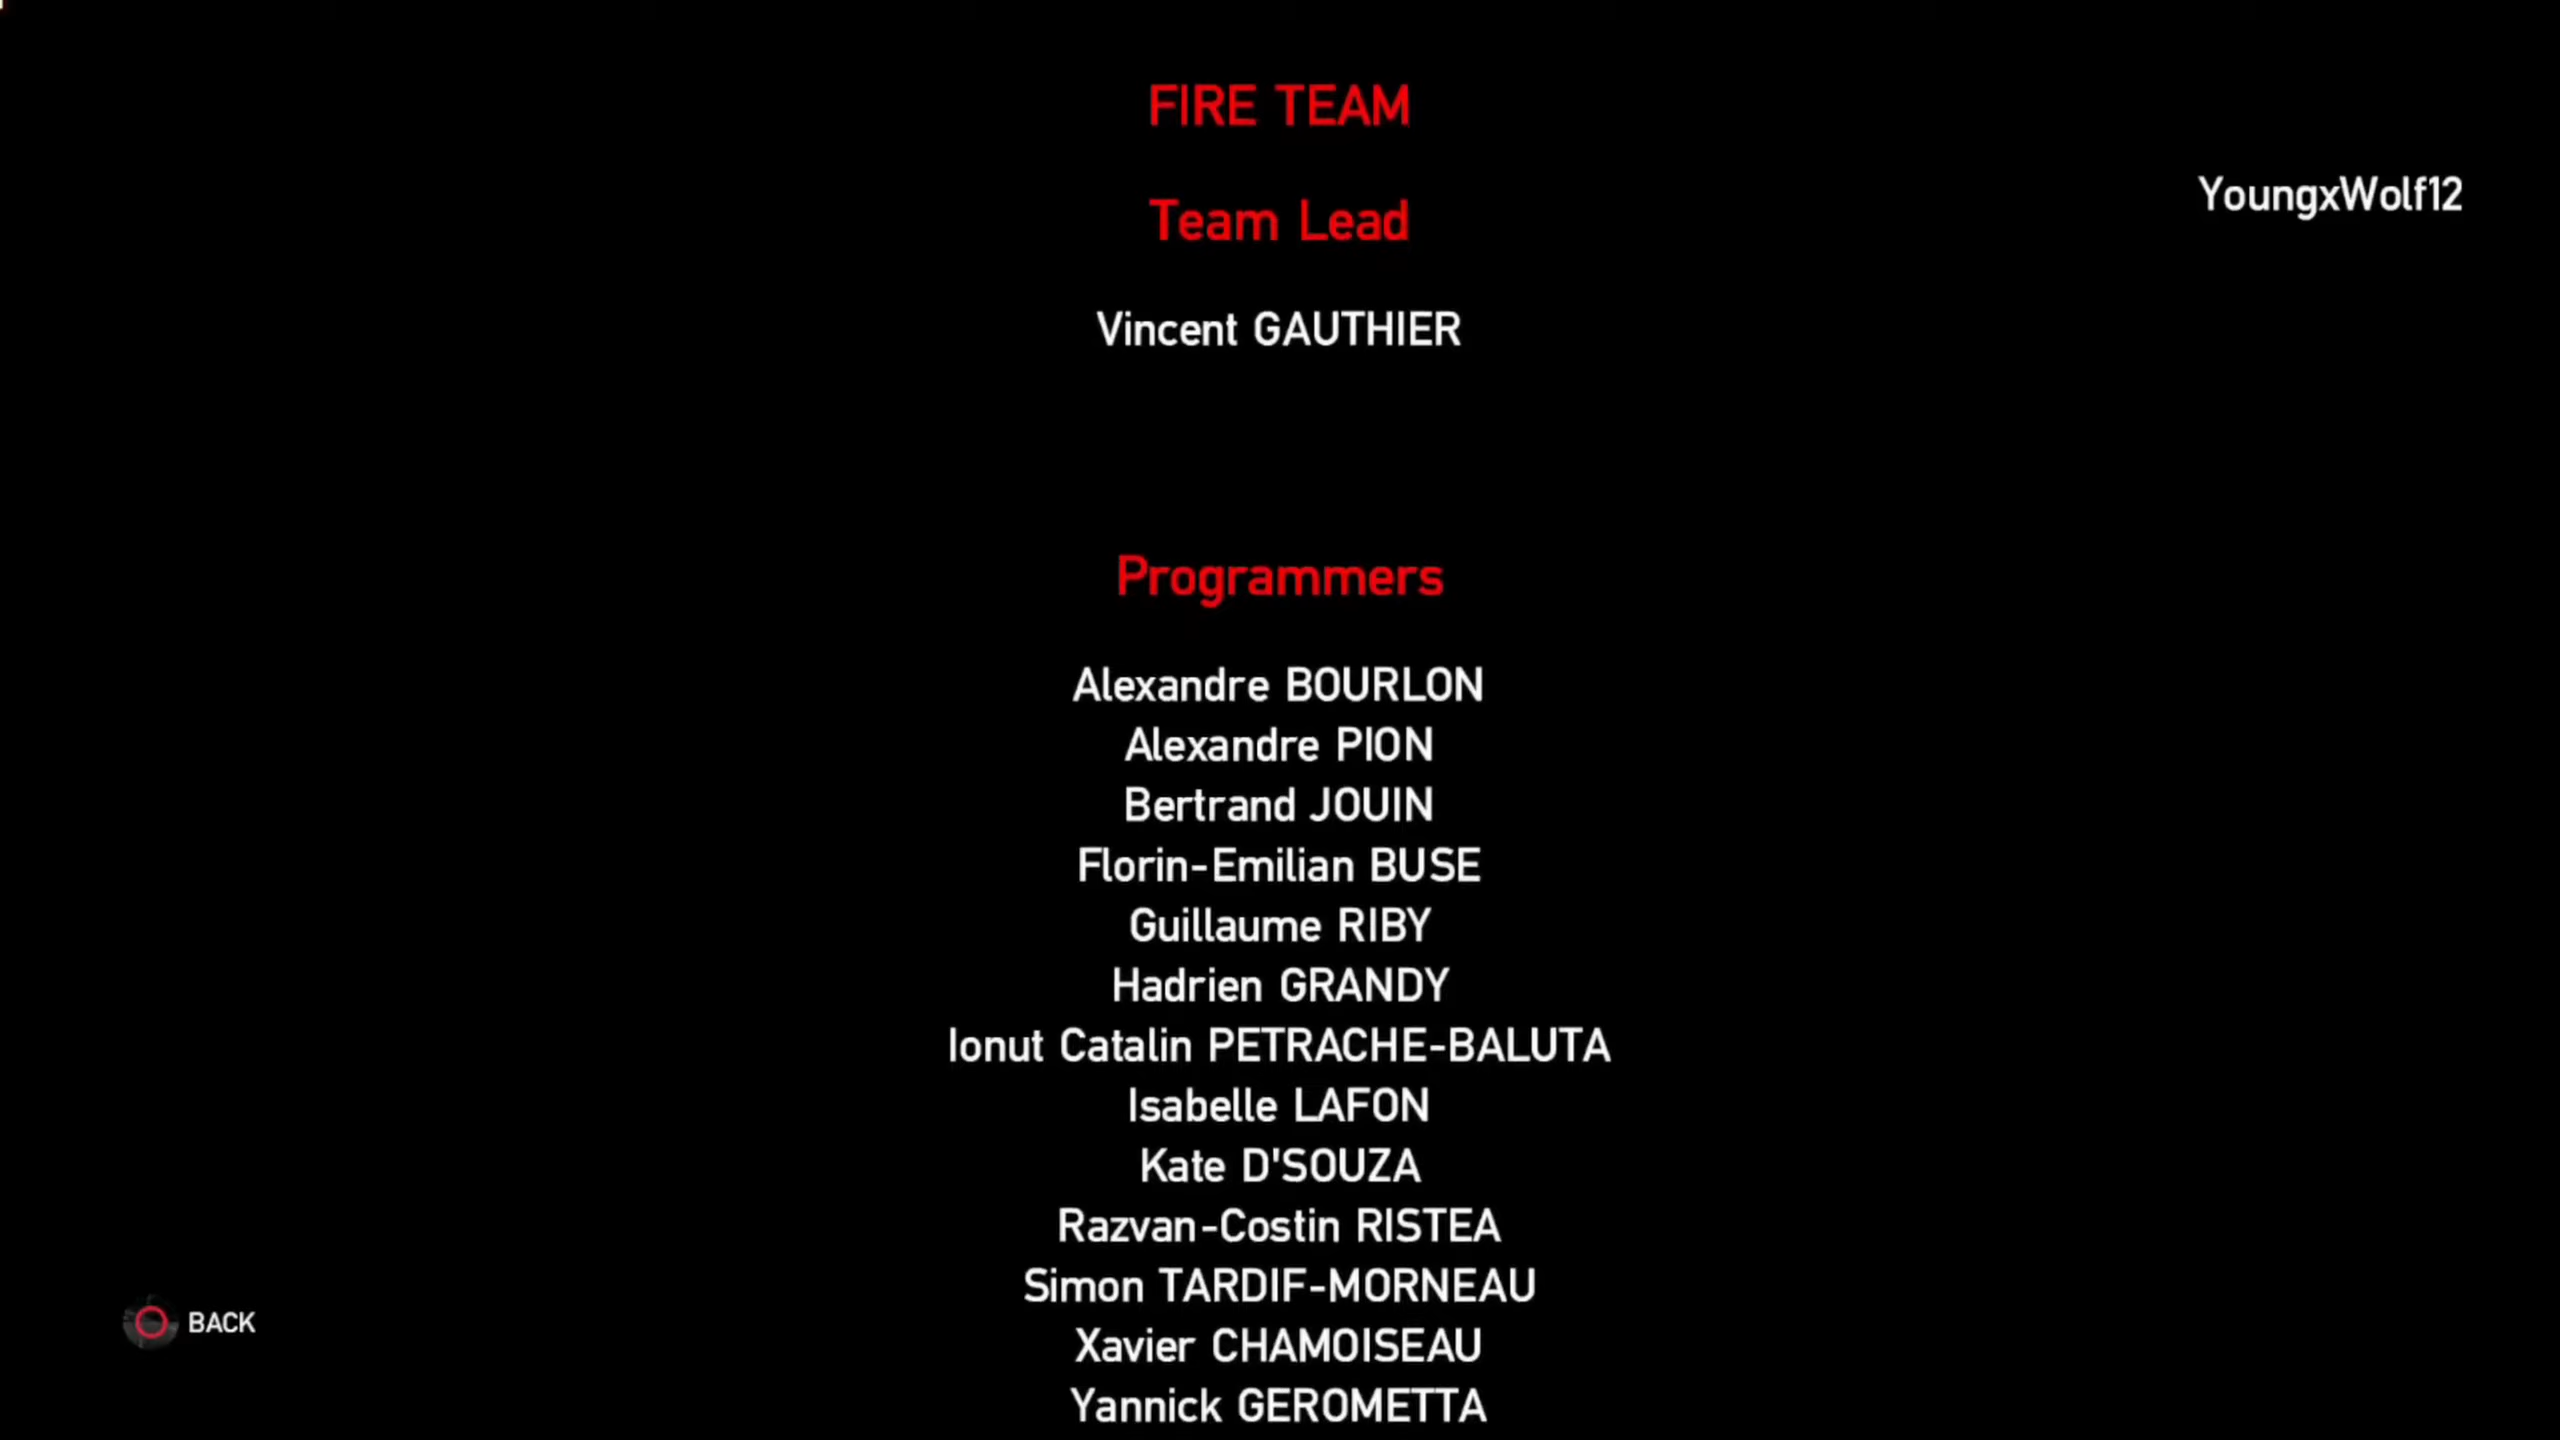 FIRE TEAM
Team Lead
YoungxWolf12
Vincent GAUTHIER
Programmers
Alexandre BOURLON
Alexandre PION
Bertrand JOUIN
Florin-Emilian BUSE
Guillaume RIBY
Hadrien GRANDY
Ionut Catalin PETRACHE-BALUTA
Isabelle LAFON
Kate D'SOUZA
Razvan-Costin RISTEA
Simon TARDIF-MORNEAU
Xavier CHAMOISEAU
Yannick GEROMETTA
BACK